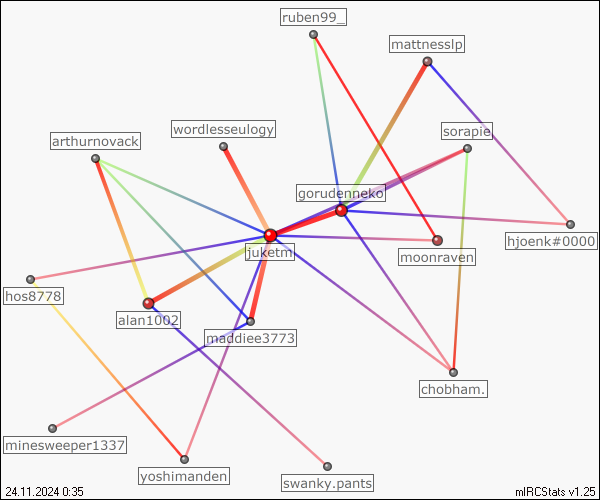 ruben99_
mattnesslp
wordlesseulogy
sorapie
arthurnovack
gorudenneko
hjoenk#0000
juketm
moonraven
hos8778
alan1002
maddiee3773
chobham.
minesweeper1337
yoshimanden
swanky.pants
24.11.2024 0:35
mIRCStats v1.25